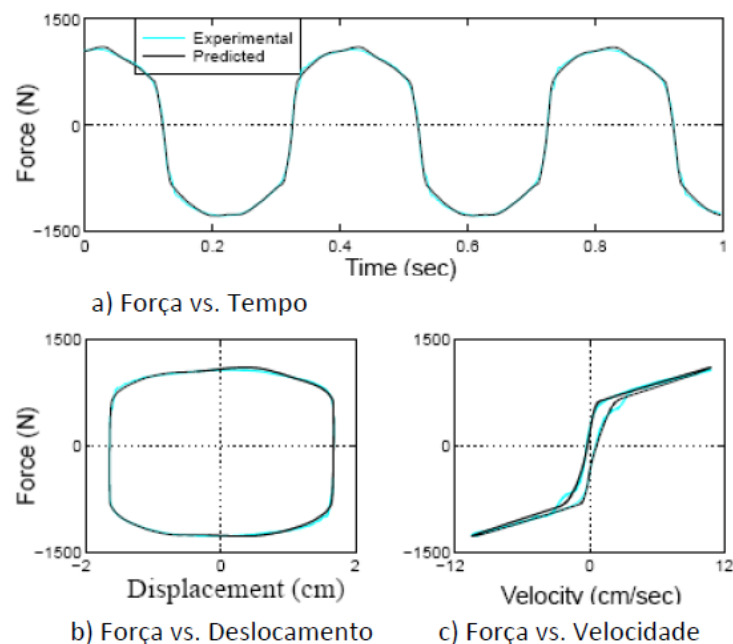 1500
Experimental
Predicted
Force (N)
0
−1500
0
0.2
0.4
0.6
0.8
1
Time (sec)
a) Força vs. Tempo
1500
Force (N)
0
−1500
−2
0
2
Displacement (cm)
1500
0
−1500
−12
0
12
Velocity (cm/sec)
b) Força vs. Deslocamento
c) Força vs. Velocidade